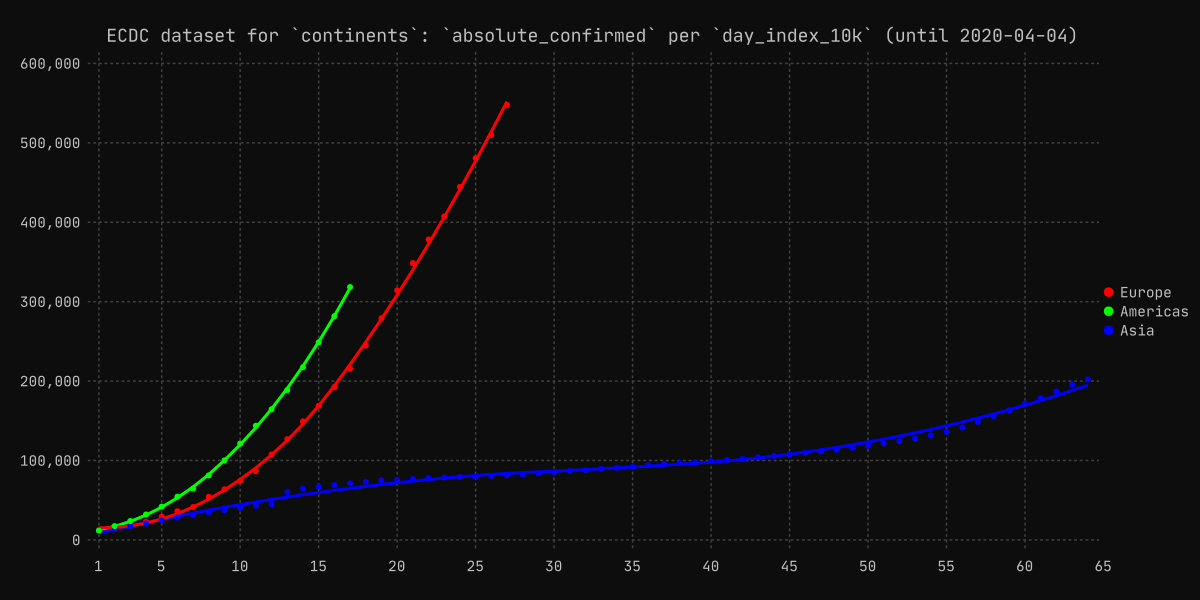 ECDC dataset for `continents`: `absolute_confirmed` per `day_index_10k` (until 2020-04-04)
600,000
500,000
400,000
300,000
200,000
100,000
0
1 5 10 15 20 25 30 35 40 45 50 55 60 65
Europe
Americas
Asia